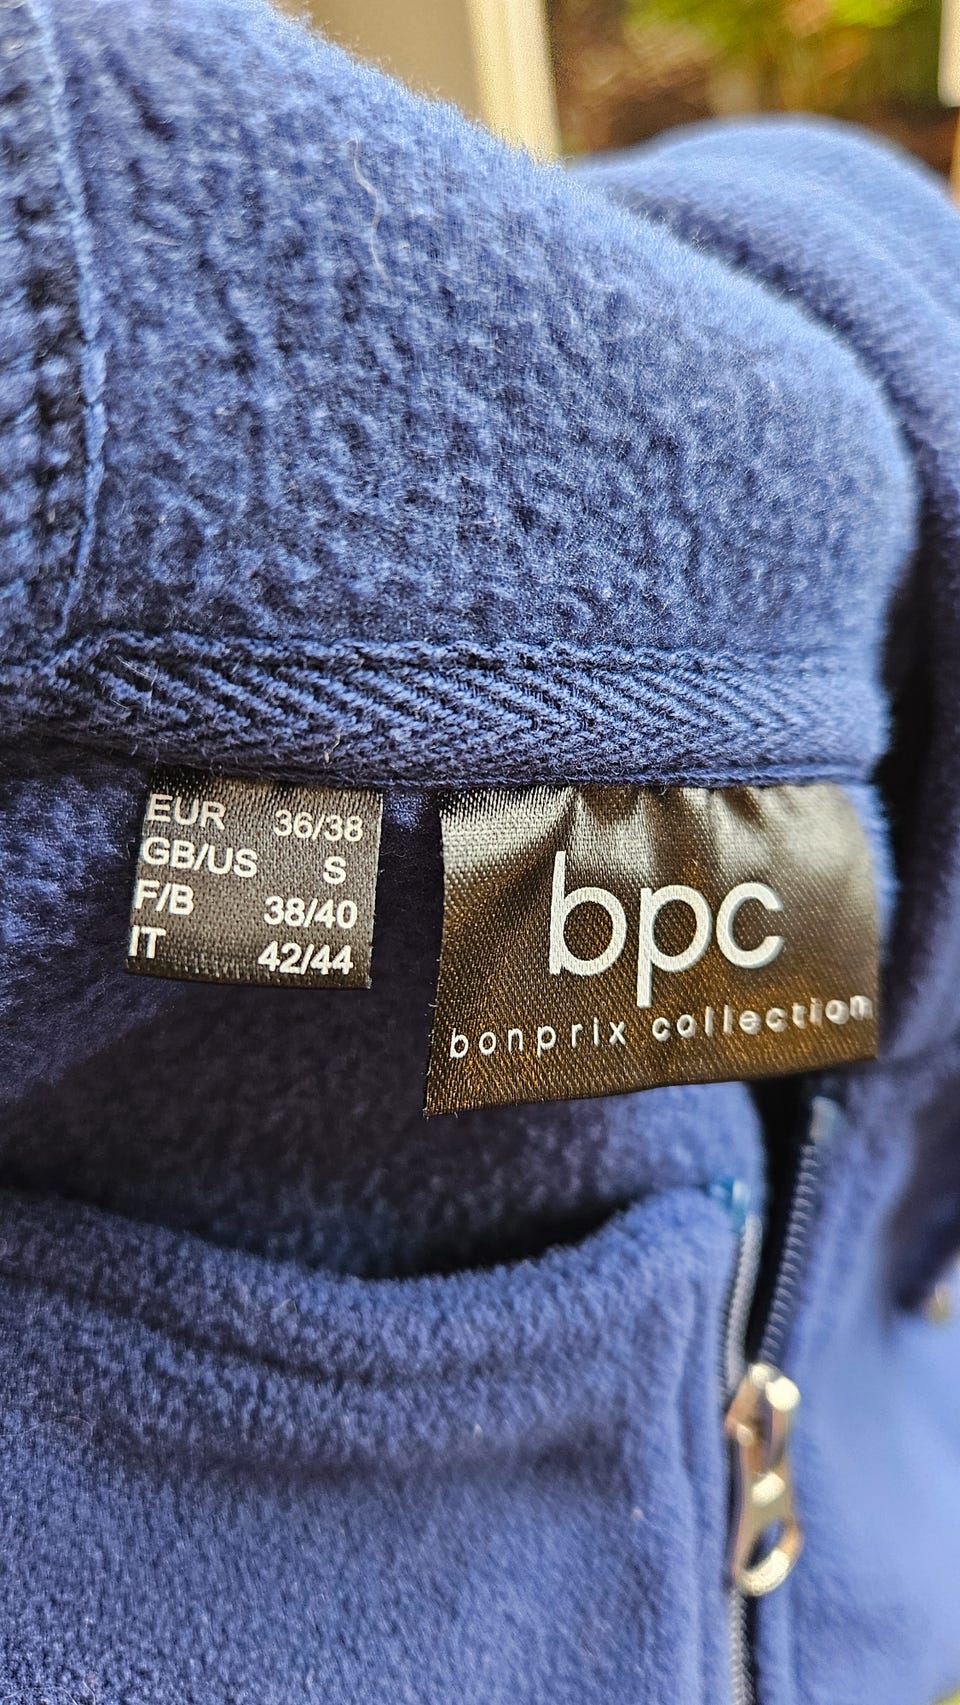 EUR 36/38
GB/US S
F/B 38/40
IT 42/44
bpc
bonprix collection